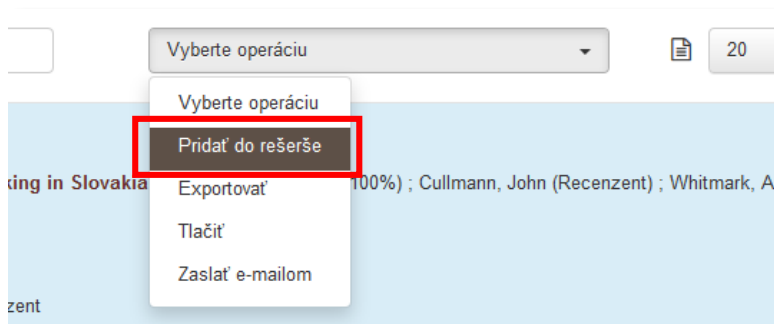 Vyberte operáciu
20
Vyberte operáciu
Pridať do rešerše
king in Slovakia
100%) ; Cullmann, John (Recenzent) ; Whitmark, A
Exportovať
Tlačiť
Zaslať e-mailom
zent